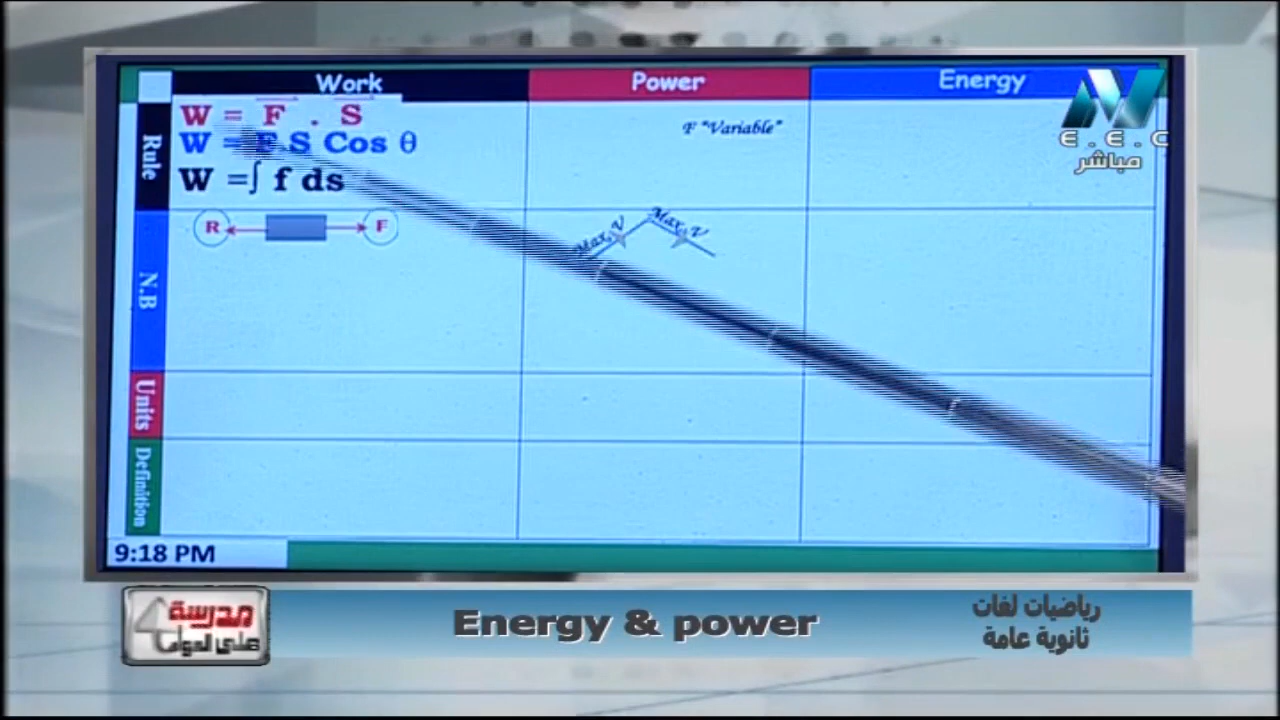 Work
Power
Energy
E.E.C
مباشر
Rule
W = F . S
W = F S Cos θ
W =∫ f ds
F "Variable"
N.B
R
F
Max. V
Max. V
Units
Definition
9:18 PM
مدرسة
على الهواء
Energy & power
رياضيات لغات
ثانوية عامة